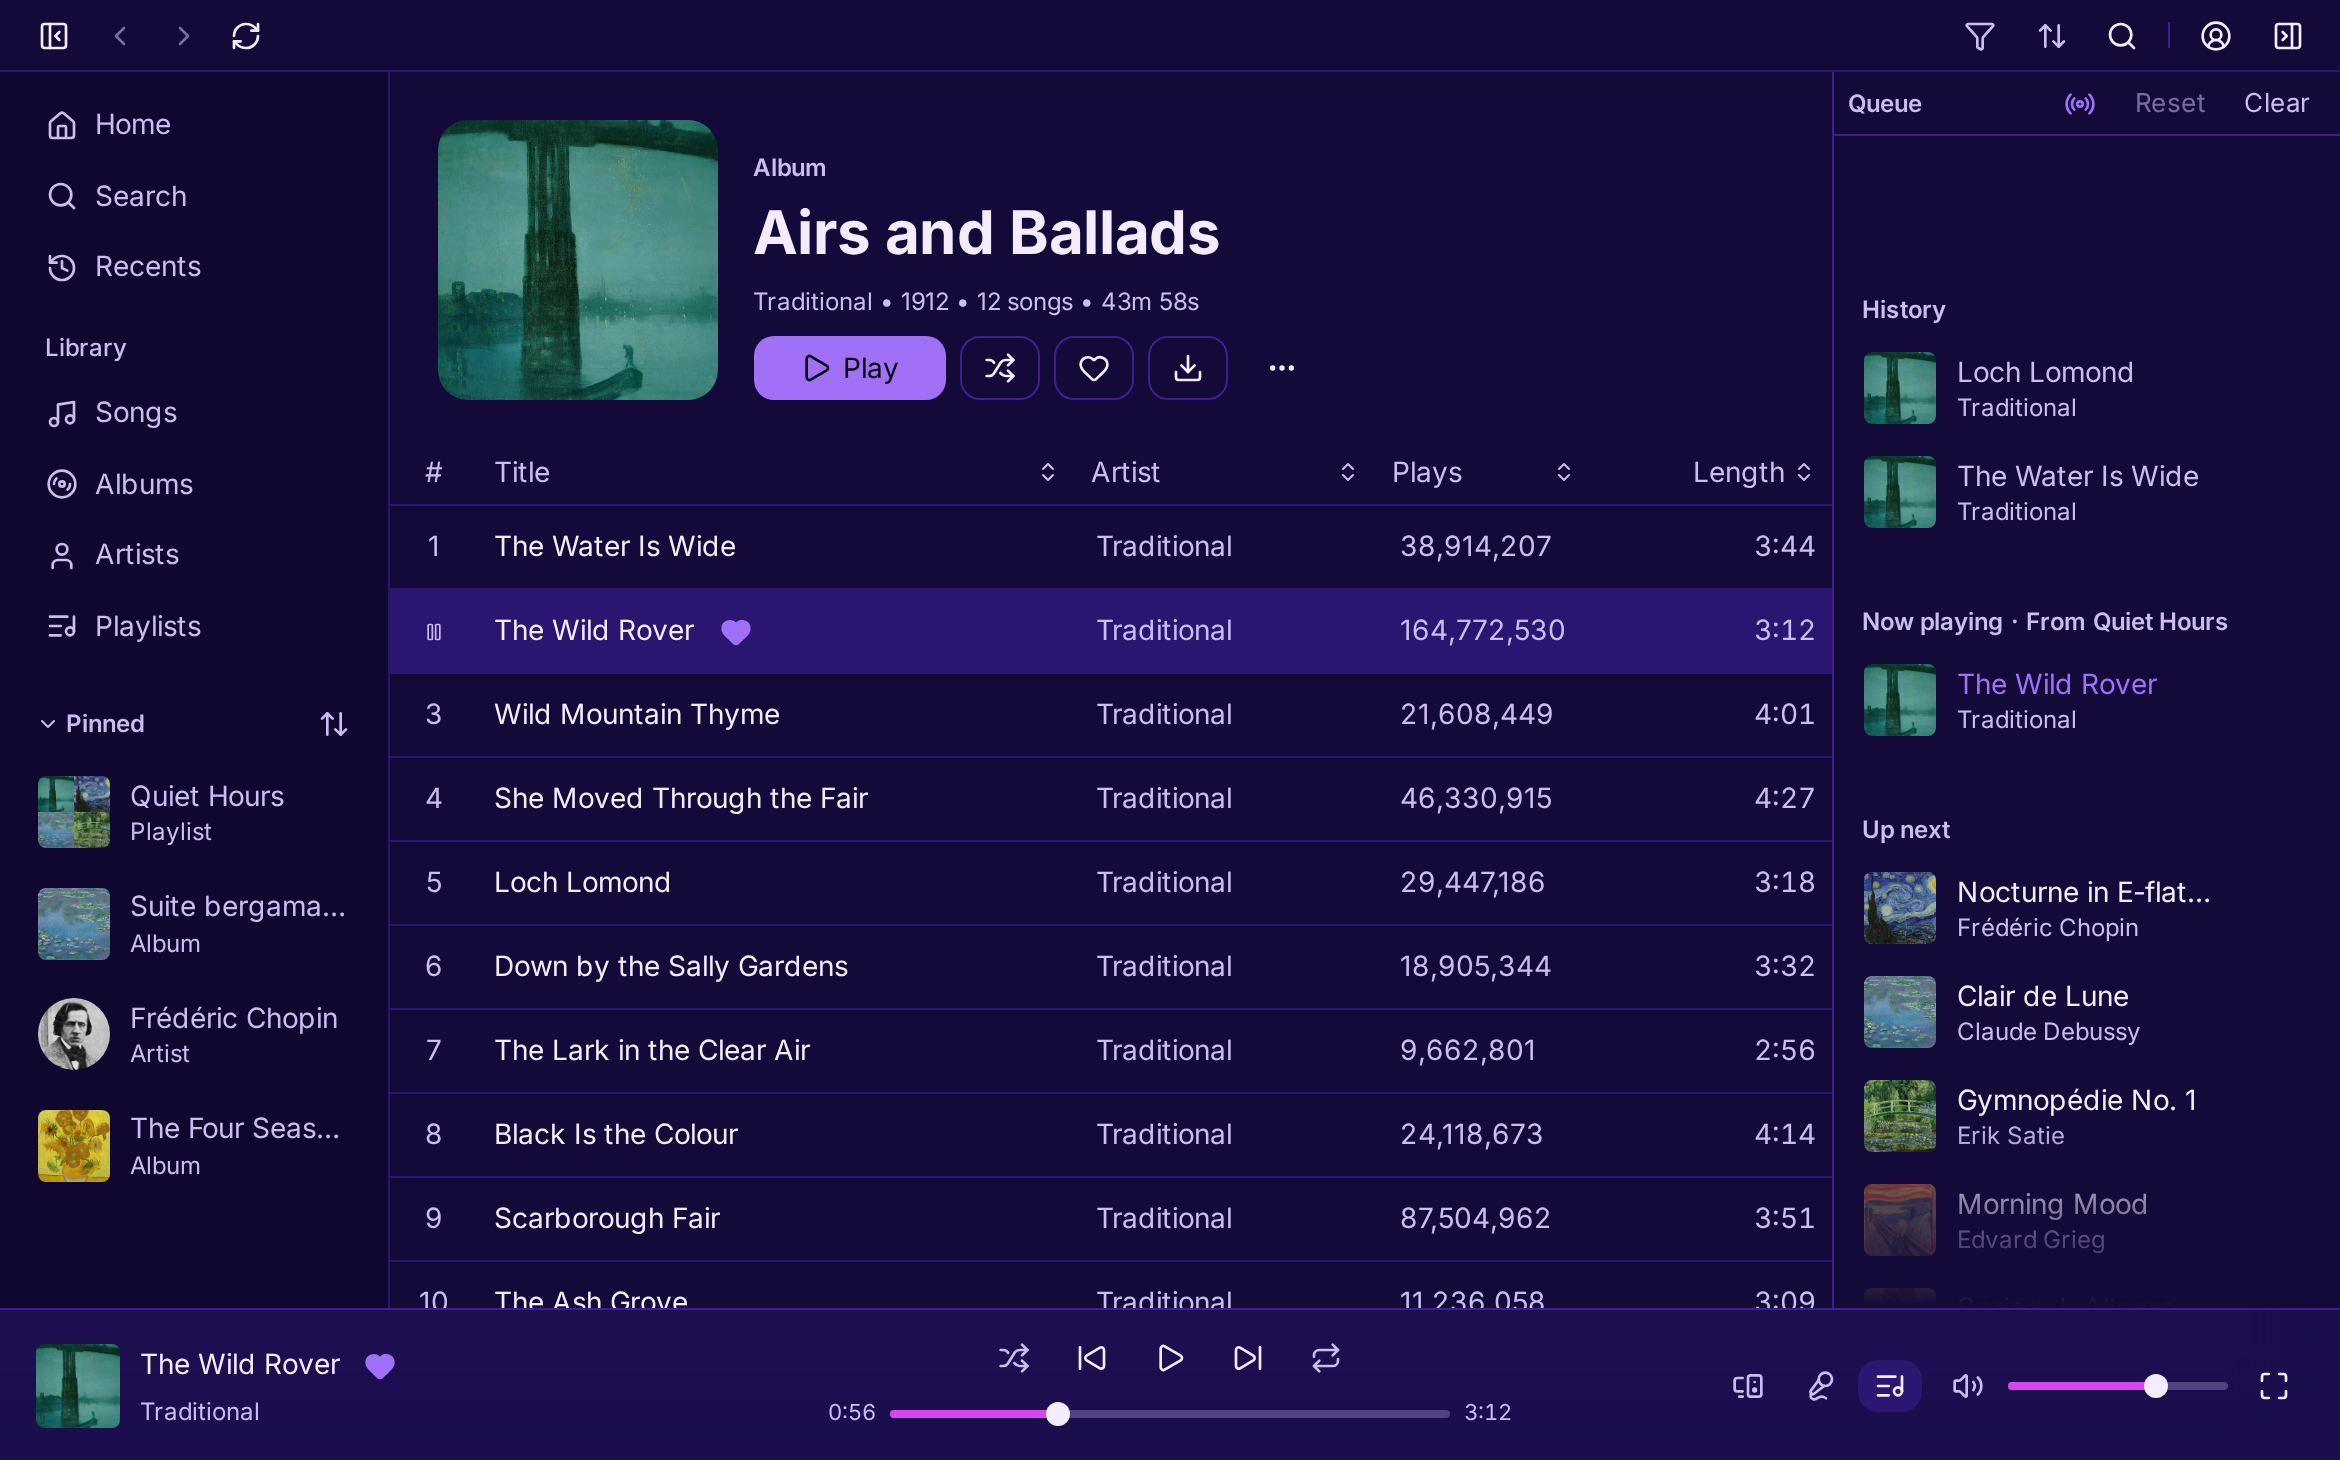 Home
Search
Recents
Library
Songs
Albums
Artists
Playlists
Pinned
Quiet Hours
Playlist
Suite bergama...
Album
Frédéric Chopin
Artist
The Four Seas...
Album
Album
Airs and Ballads
Traditional • 1912 • 12 songs • 43m 58s
Play
# Title Artist Plays Length
1 The Water Is Wide Traditional 38,914,207 3:44
The Wild Rover Traditional 164,772,530 3:12
3 Wild Mountain Thyme Traditional 21,608,449 4:01
4 She Moved Through the Fair Traditional 46,330,915 4:27
5 Loch Lomond Traditional 29,447,186 3:18
6 Down by the Sally Gardens Traditional 18,905,344 3:32
7 The Lark in the Clear Air Traditional 9,662,801 2:56
8 Black Is the Colour Traditional 24,118,673 4:14
9 Scarborough Fair Traditional 87,504,962 3:51
10 The Ash Grove Traditional 11,236,058 3:09
Queue Reset Clear
History
Loch Lomond
Traditional
The Water Is Wide
Traditional
Now playing · From Quiet Hours
The Wild Rover
Traditional
Up next
Nocturne in E-flat...
Frédéric Chopin
Clair de Lune
Claude Debussy
Gymnopédie No. 1
Erik Satie
Morning Mood
Edvard Grieg
The Wild Rover
Traditional
0:56 3:12